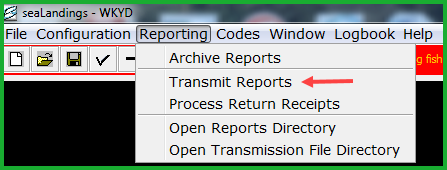 seaLandings - WKYD
File Configuration Reporting Codes Window Logbook Help
Archive Reports
fish
Transmit Reports
Process Return Receipts
Open Reports Directory
Open Transmission File Directory